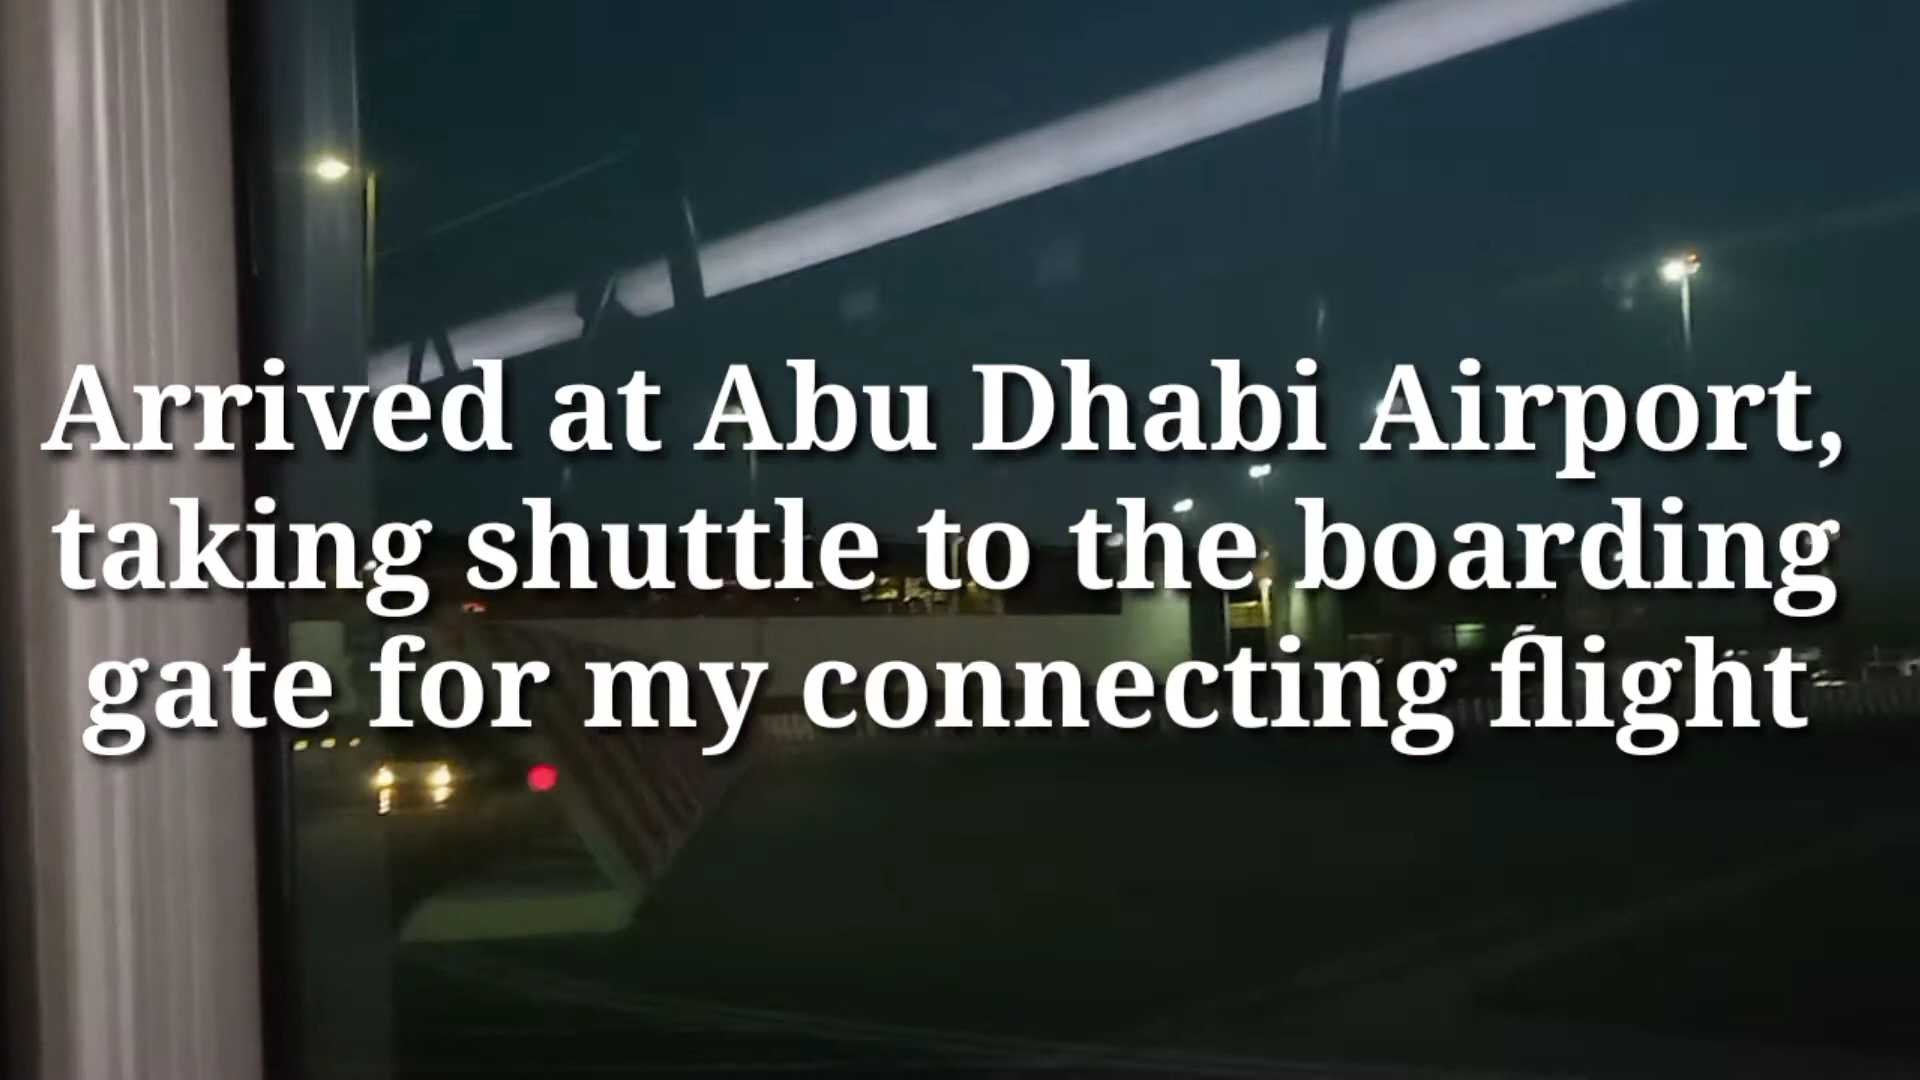 Arrived at Abu Dhabi Airport,
taking shuttle to the boarding
gate for my connecting flight